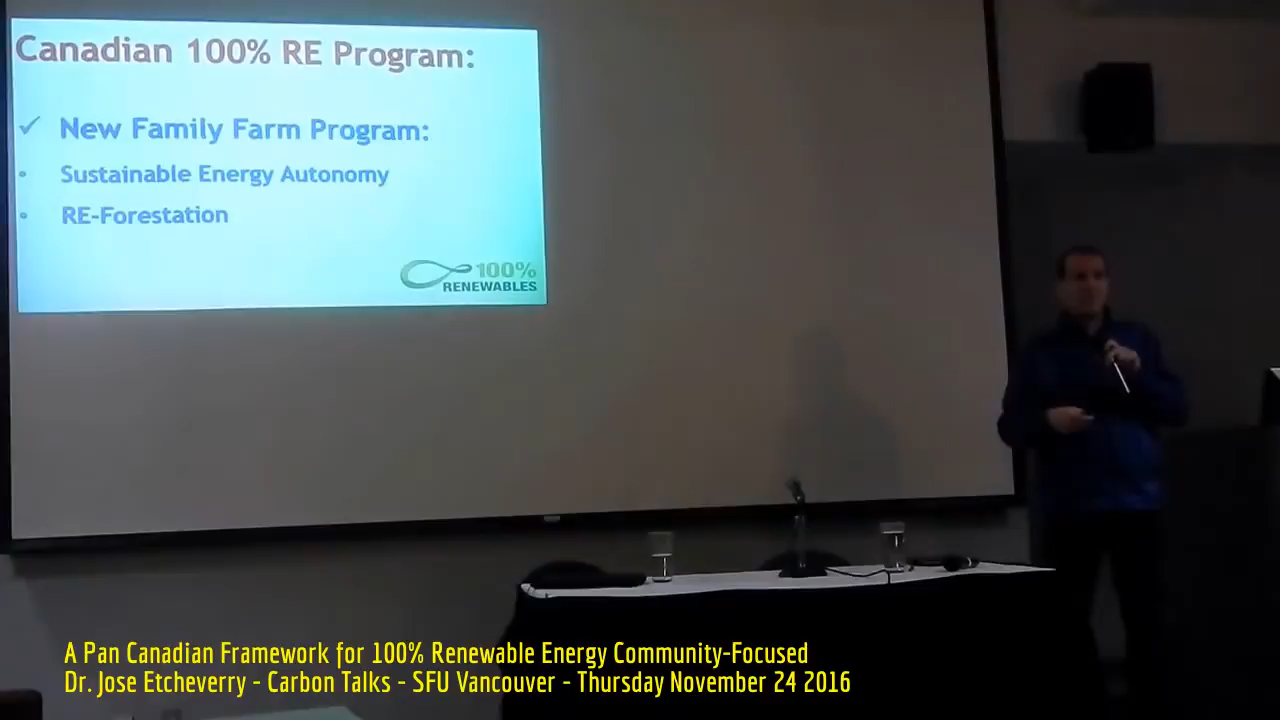 Canadian 100% RE Program:
✓ New Family Farm Program:
• Sustainable Energy Autonomy
• RE-Forestation
100%
RENEWABLES
A Pan Canadian Framework for 100% Renewable Energy Community-Focused
Dr. Jose Etcheverry - Carbon Talks - SFU Vancouver - Thursday November 24 2016